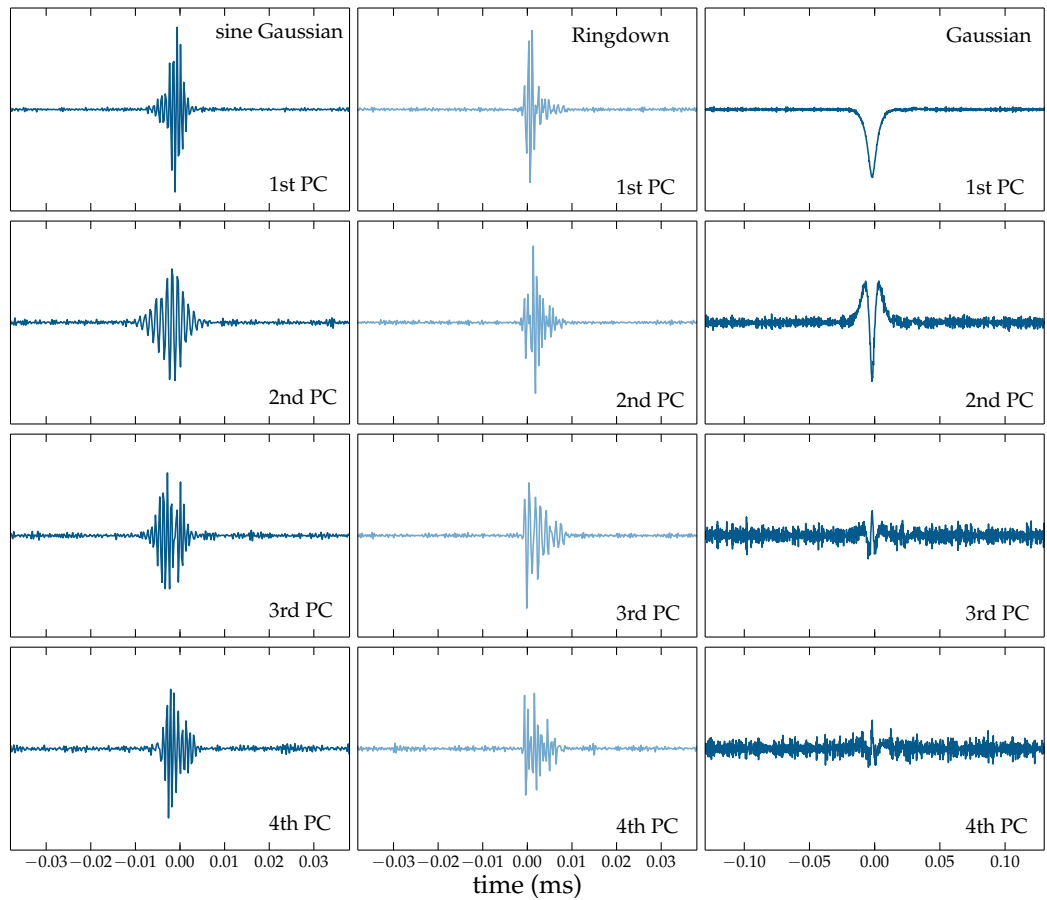 sine Gaussian
Ringdown
Gaussian
1st PC
1st PC
1st PC
2nd PC
2nd PC
2nd PC
3rd PC
3rd PC
3rd PC
4th PC
4th PC
4th PC
−0.03 −0.02 −0.01 0.00 0.01 0.02 0.03
−0.03 −0.02 −0.01 0.00 0.01 0.02 0.03
−0.10 −0.05 0.00 0.05 0.10
time (ms)